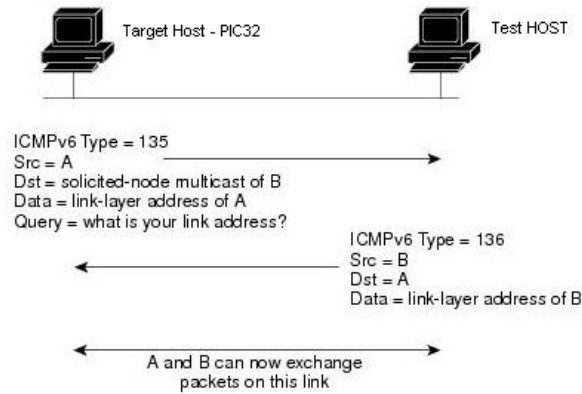 Target Host - PIC32
Test HOST
ICMPv6 Type = 135
Src = A
Dst = solicited-node multicast of B
Data = link-layer address of A
Query = what is your link address?
ICMPv6 Type = 136
Src = B
Dst = A
Data = link-layer address of B
A and B can now exchange
packets on this link